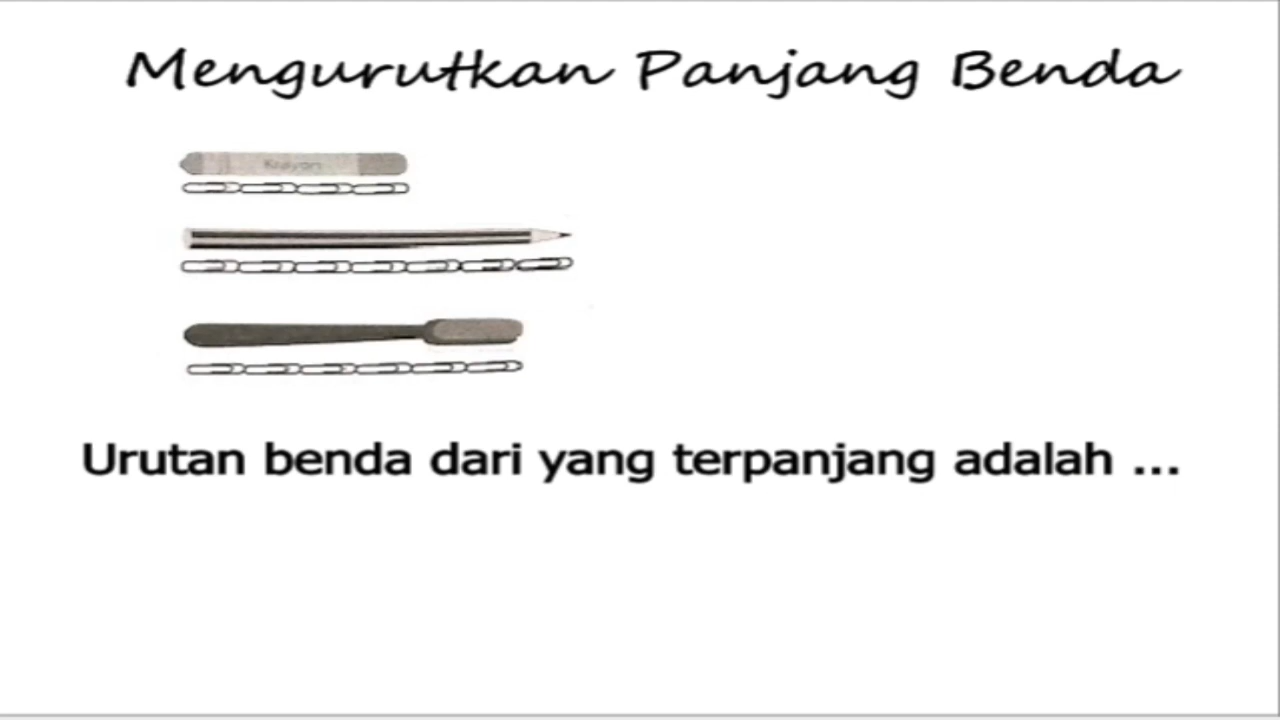 Mengurutkan Panjang Benda
Krayon
Urutan benda dari yang terpanjang adalah ...